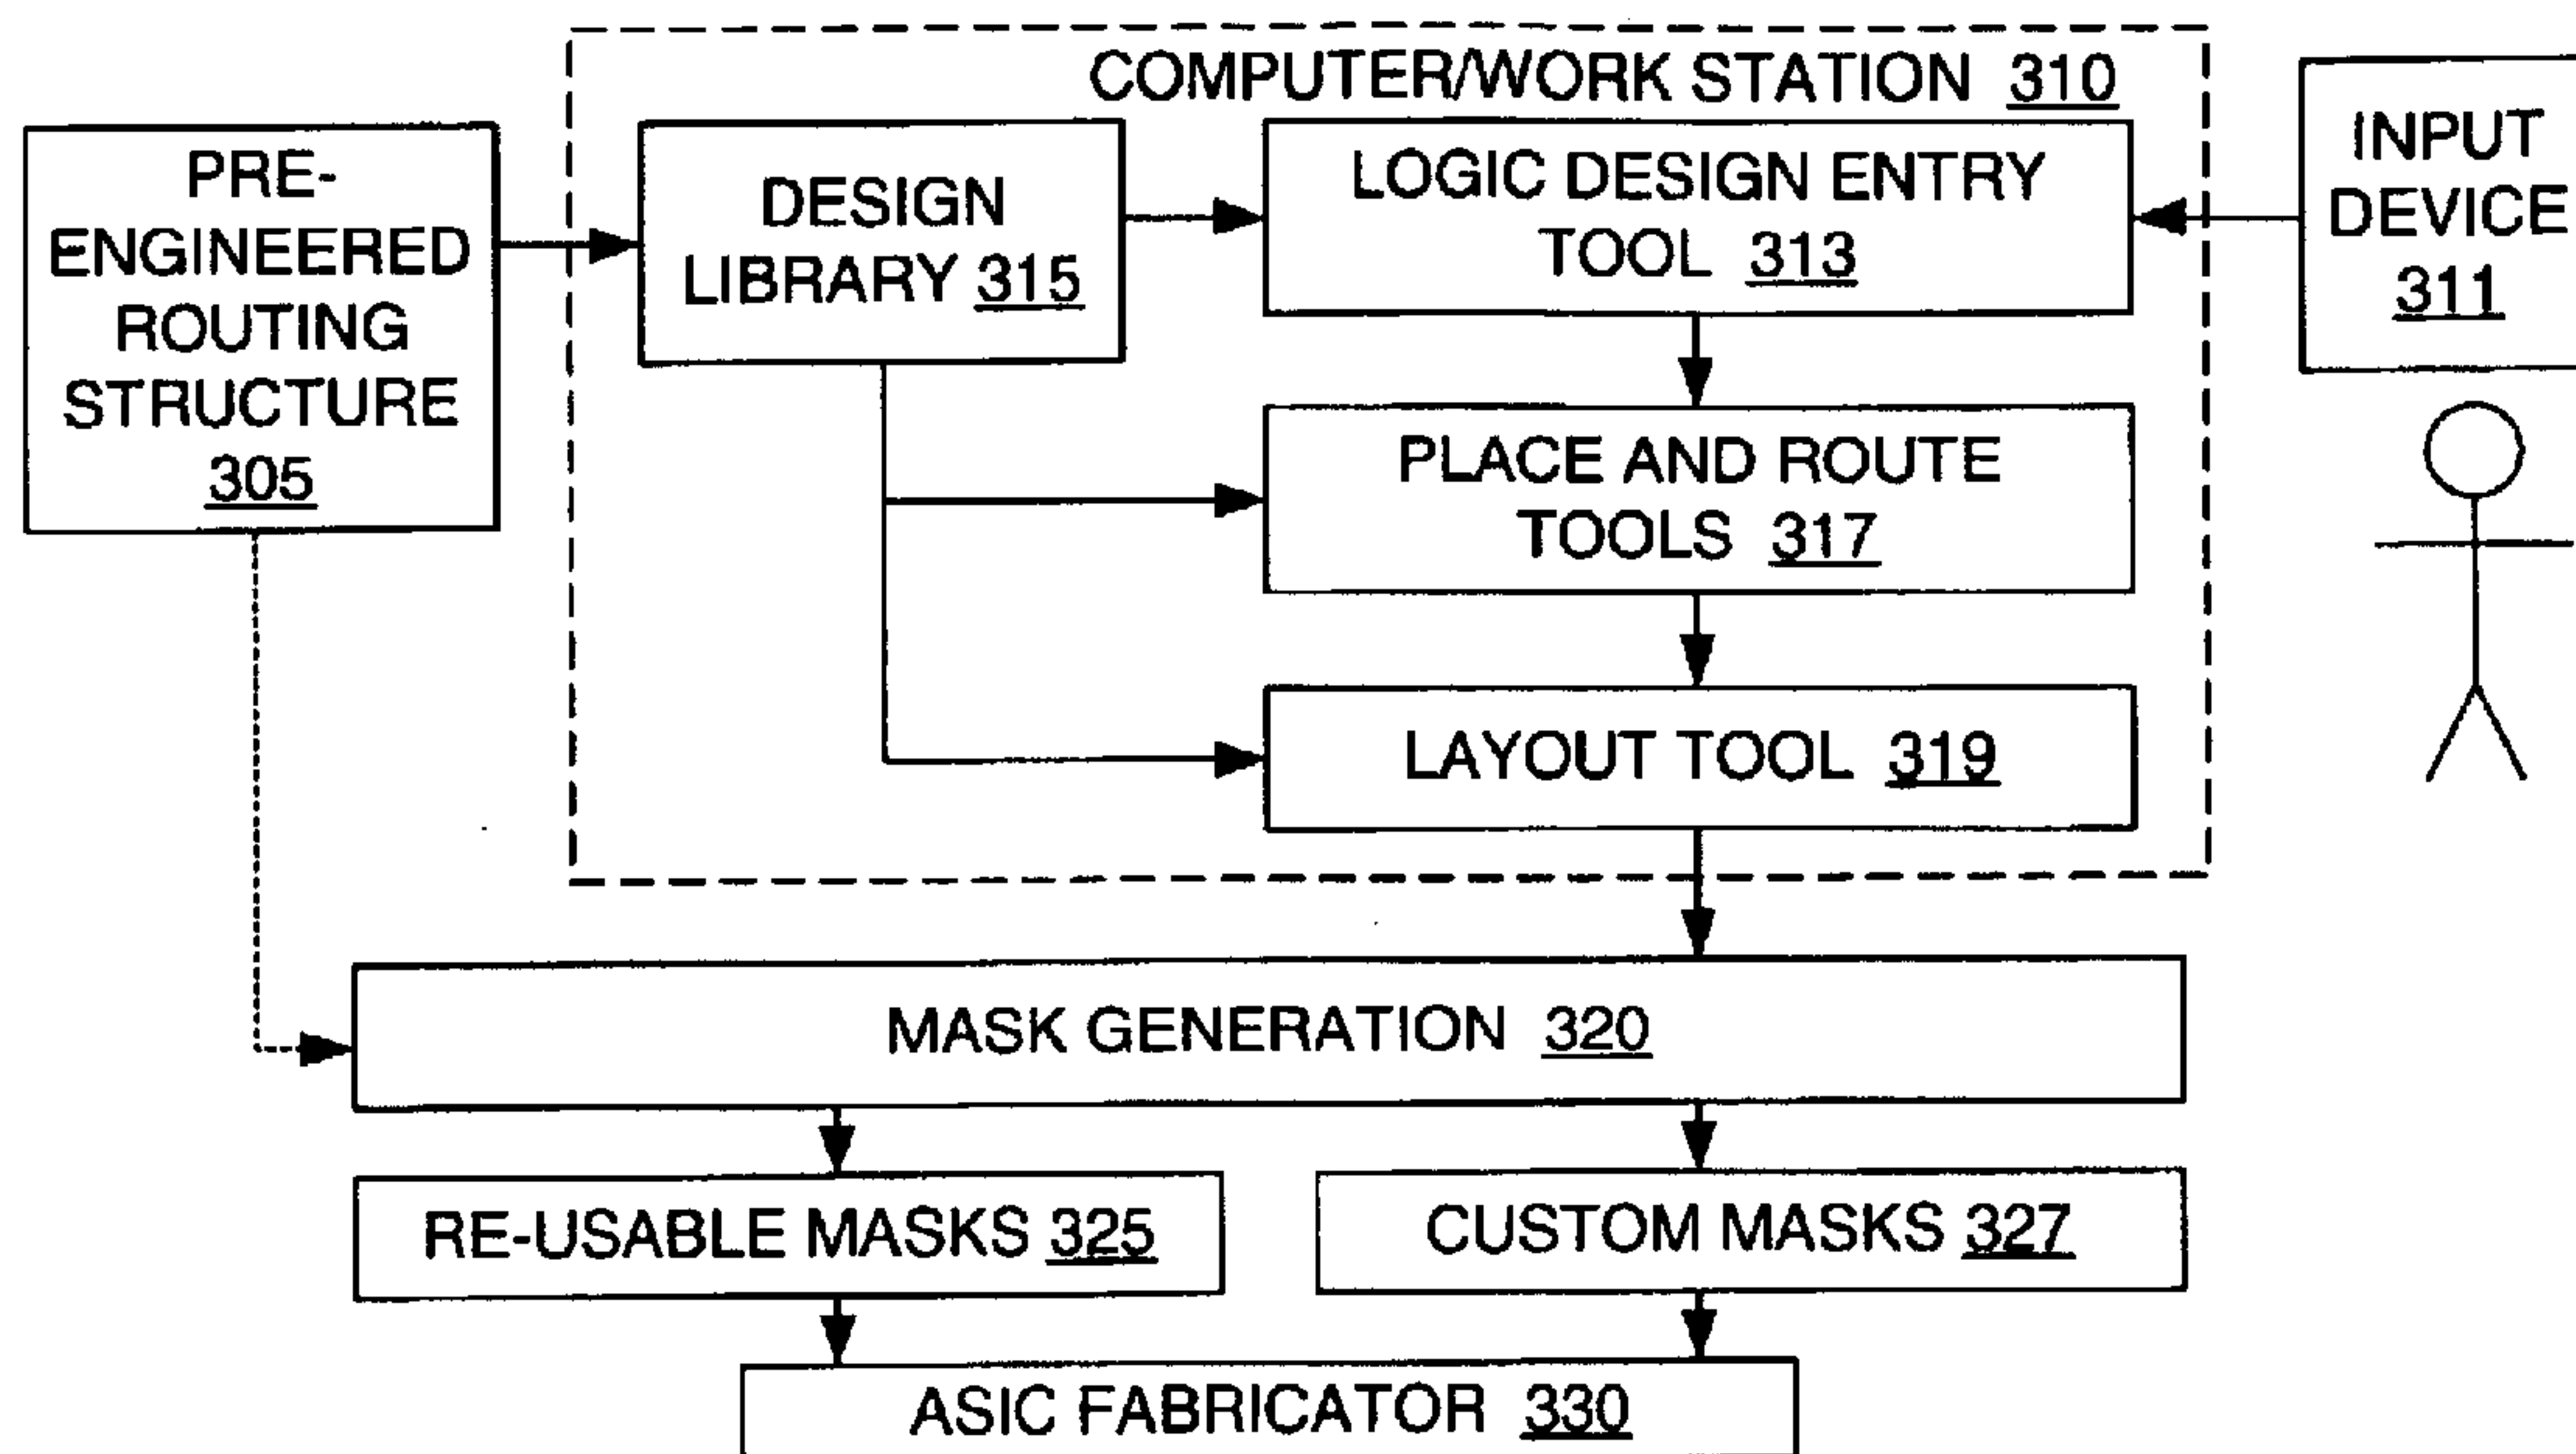 COMPUTER/WORK STATION 310
PRE-
ENGINEERED
ROUTING
STRUCTURE
305
DESIGN
LIBRARY 315
LOGIC DESIGN ENTRY
TOOL 313
INPUT
DEVICE
311
PLACE AND ROUTE
TOOLS 317
LAYOUT TOOL 319
MASK GENERATION 320
RE-USABLE MASKS 325
CUSTOM MASKS 327
ASIC FABRICATOR 330